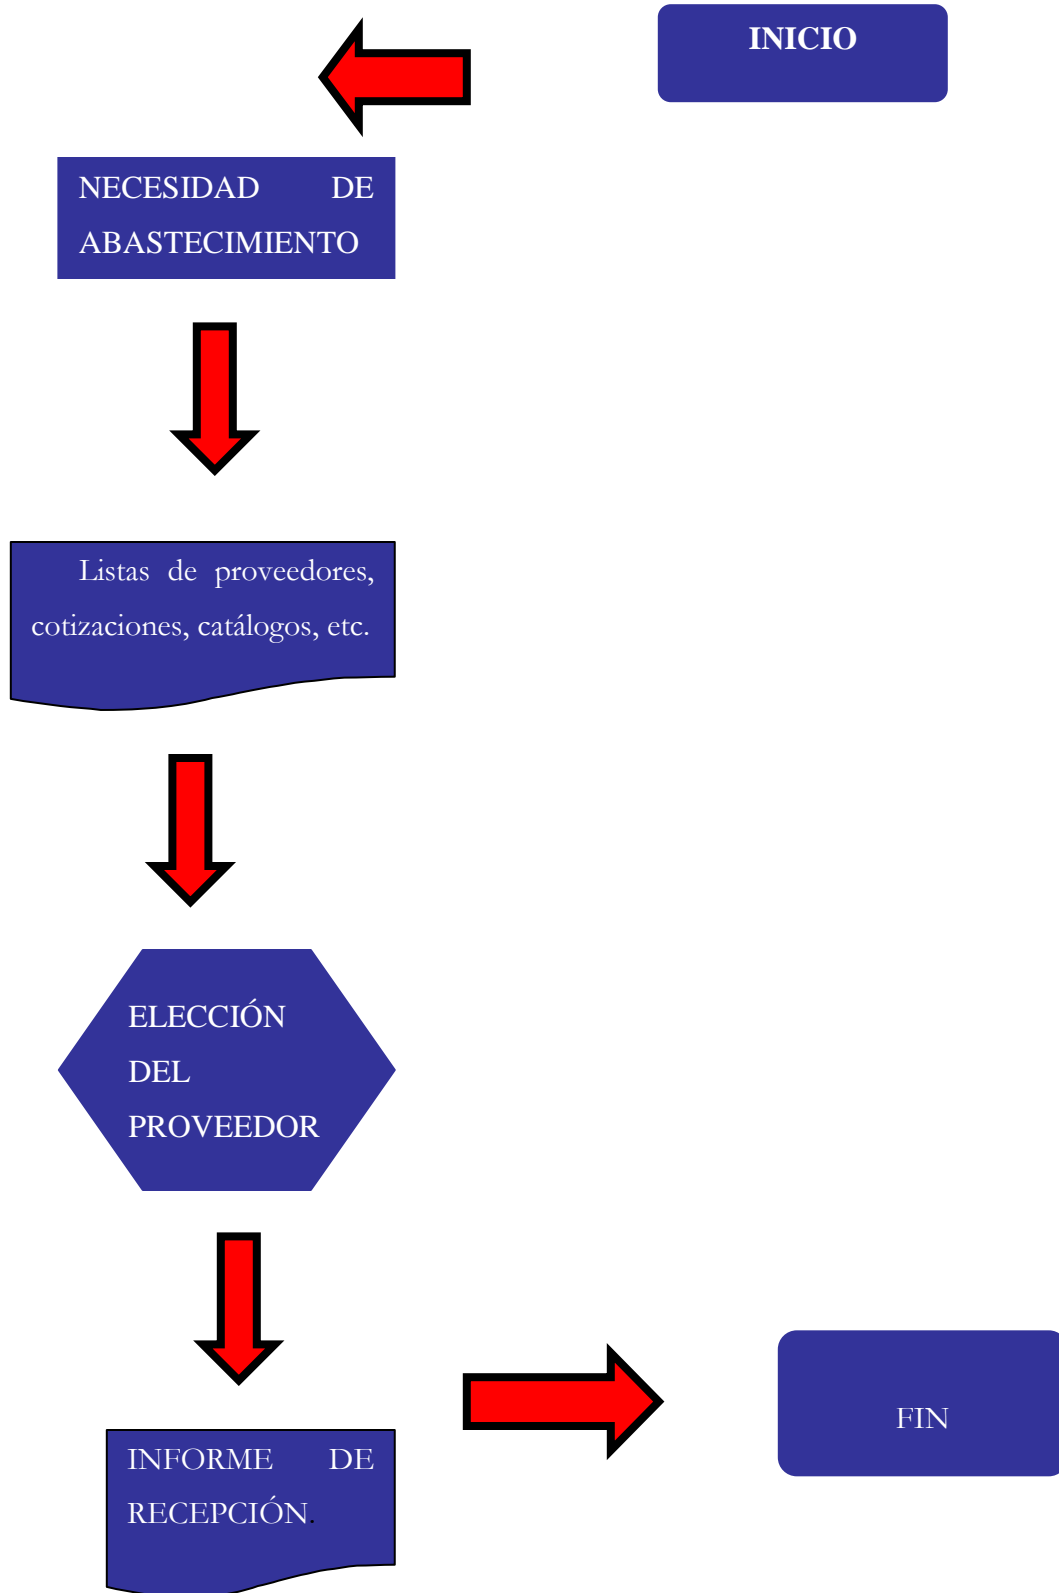 INICIO
NECESIDAD DE
ABASTECIMIENTO
Listas de proveedores,
cotizaciones, catálogos, etc.
ELECCIÓN
DEL
PROVEEDOR
INFORME DE
RECEPCIÓN.
FIN